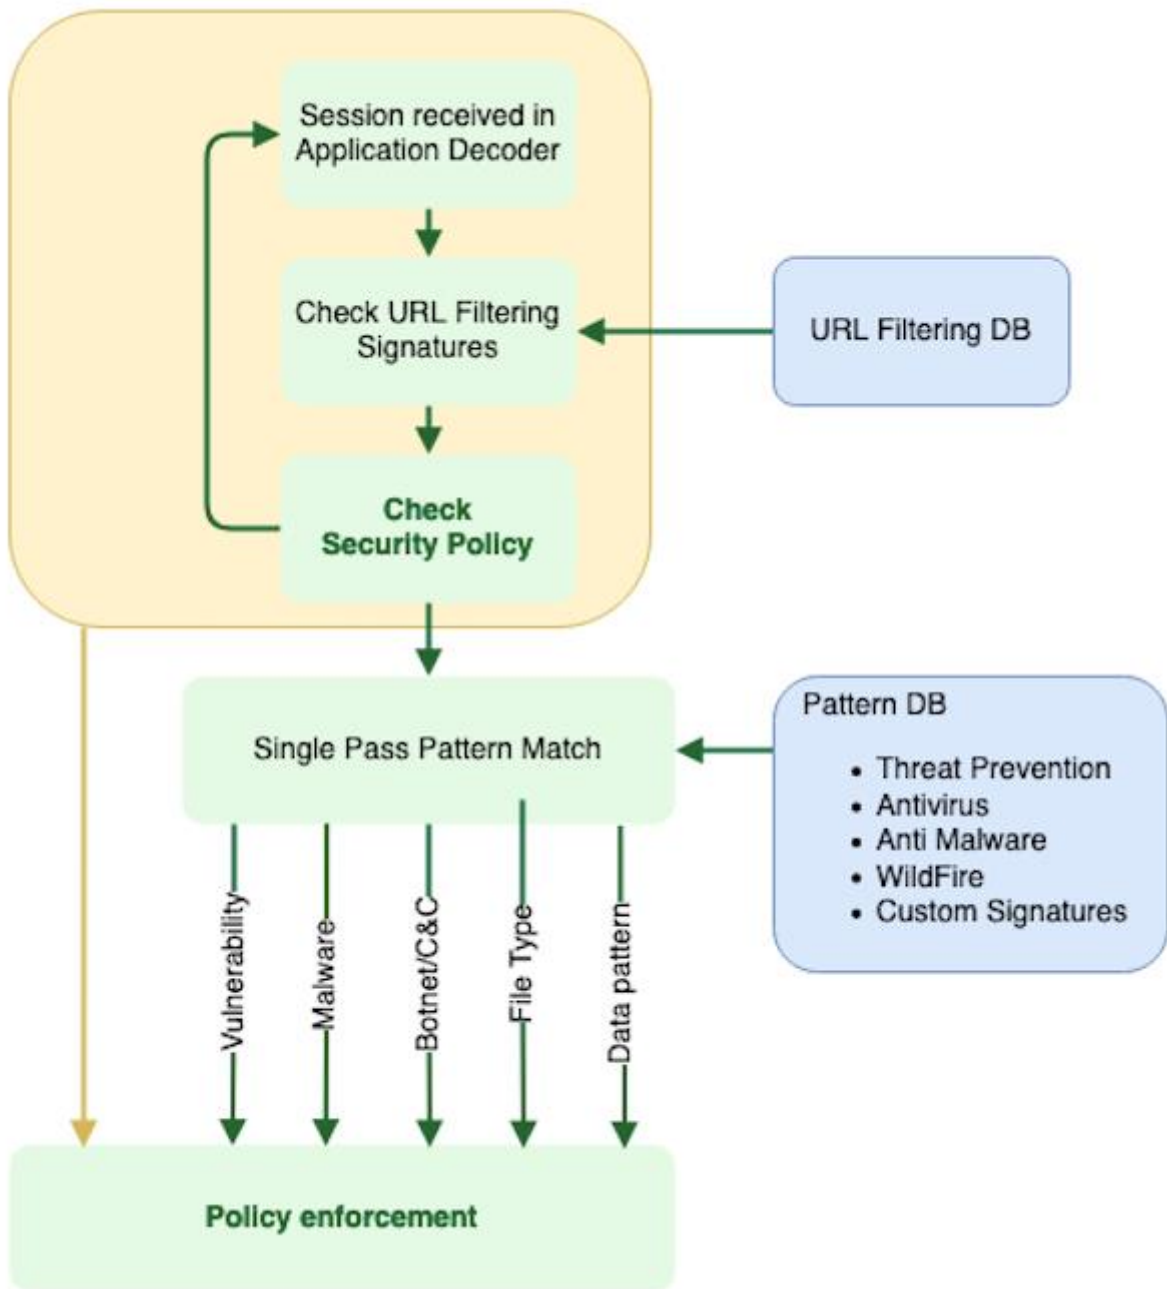 Session received in
Application Decoder
Check URL Filtering
Signatures
URL Filtering DB
Check
Security Policy
Single Pass Pattern Match
Pattern DB
• Threat Prevention
• Antivirus
• Anti Malware
• WildFire
• Custom Signatures
Vulnerability
Malware
Botnet/C&C
File Type
Data pattern
Policy enforcement